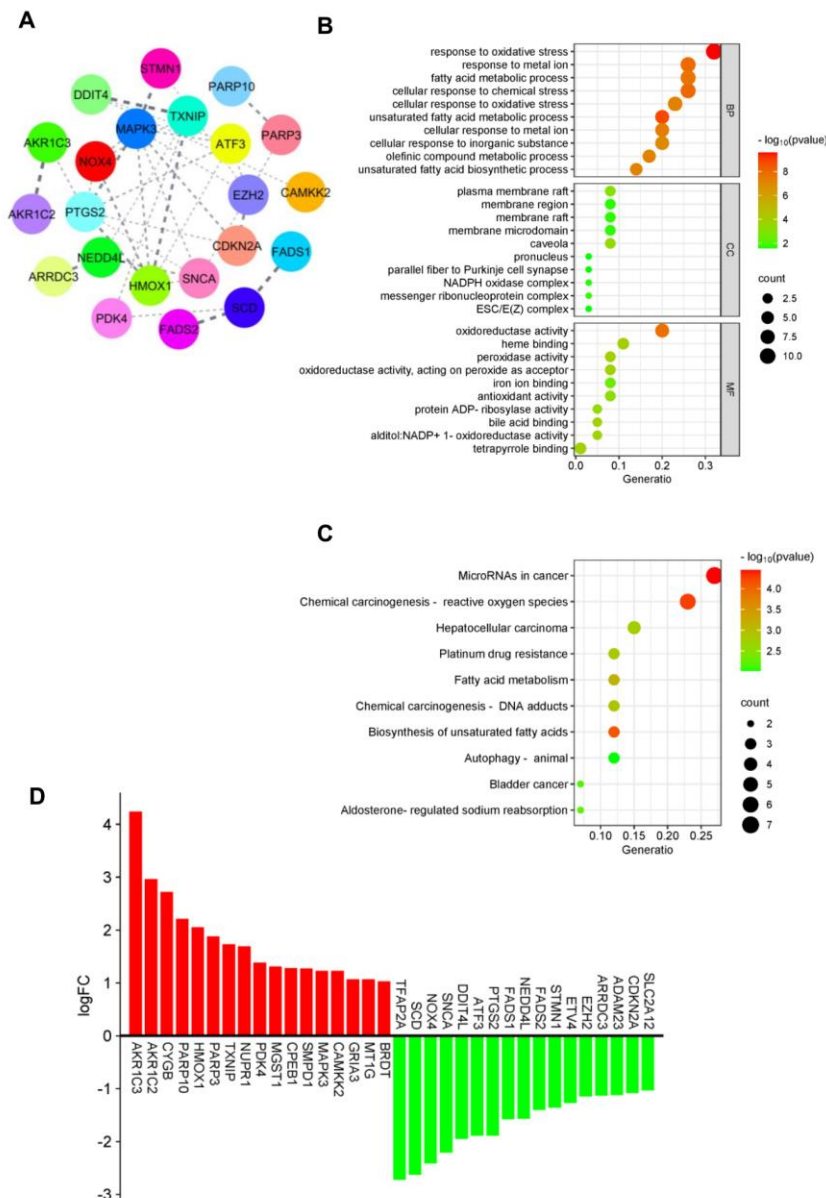 A
STMN1
DDIT4
PARP10
TXNIP
MAPK3
AKR1C3
ATF3
PARP3
NOX4
EZH2
CAMKK2
PTGS2
AKR1C2
CDKN2A
FADS1
NEDD4L
ARRDC3
SNCA
HMOX1
SCD
PDK4
FADS2
B
response to oxidative stress
response to metal ion
fatty acid metabolic process
cellular response to chemical stress
cellular response to oxidative stress
unsaturated fatty acid metabolic process
cellular response to metal ion
cellular response to inorganic substance
olefinic compound metabolic process
unsaturated fatty acid biosynthetic process
BP
plasma membrane raft
membrane region
membrane raft
membrane microdomain
caveola
pronucleus
parallel fiber to Purkinje cell synapse
NADPH oxidase complex
messenger ribonucleoprotein complex
ESC/E(Z) complex
CC
oxidoreductase activity
heme binding
peroxidase activity
oxidoreductase activity, acting on peroxide as acceptor
iron ion binding
antioxidant activity
protein ADP- ribosylase activity
bile acid binding
alditol:NADP+ 1- oxidoreductase activity
tetrapyrrole binding
MF
0.0 0.1 0.2 0.3
Generatio
- log10(pvalue)
8
6
4
2
count
2.5
5.0
7.5
10.0
C
MicroRNAs in cancer
Chemical carcinogenesis - reactive oxygen species
Hepatocellular carcinoma
Platinum drug resistance
Fatty acid metabolism
Chemical carcinogenesis - DNA adducts
Biosynthesis of unsaturated fatty acids
Autophagy - animal
Bladder cancer
Aldosterone- regulated sodium reabsorption
0.10 0.15 0.20 0.25
Generatio
- log10(pvalue)
4.0
3.5
3.0
2.5
count
2
3
4
5
6
7
D
logFC
4
3
2
1
0
-1
-2
-3
AKR1C3
AKR1C2
CYGB
PARP10
HMOX1
PARP3
TXNIP
NUPR1
PDK4
MGST1
CPEB1
SMPD1
MAPK3
CAMKK2
GRIA3
MT1G
BRDT
TFAP2A
SCD
NOX4
SNCA
DDIT4L
ATF3
PTGS2
FADS1
NEDD4L
FADS2
STMN1
ETV4
EZH2
ARRDC3
ADAM23
CDKN2A
SLC2A12